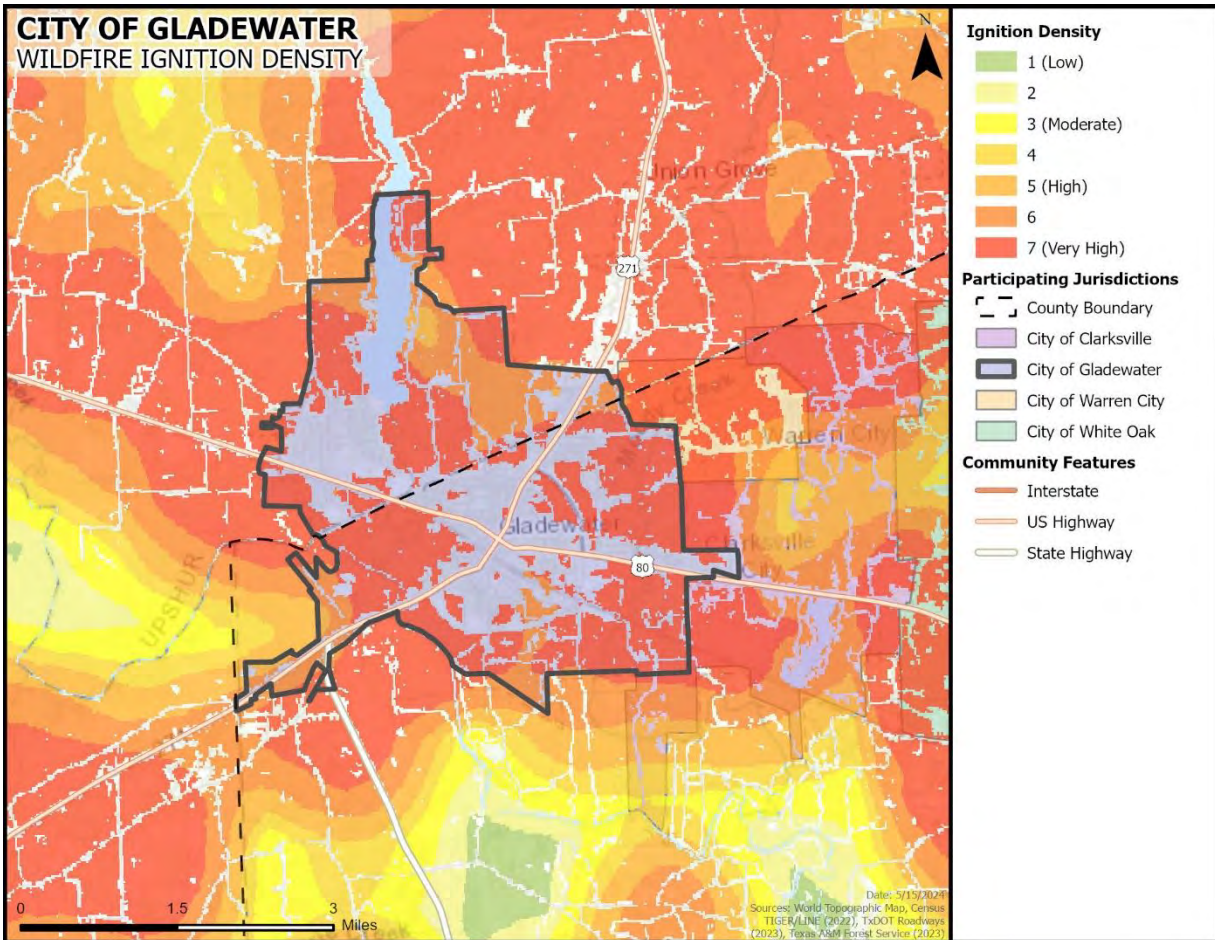 CITY OF GLADEWATER
WILDFIRE IGNITION DENSITY
N
Union Grove
271
Warren City
Gladewater
Clarksville
City
80
UPSHUR
0 1.5 3
Miles
Date: 5/15/2024
Sources: World Topographic Map, Census
TIGER/LINE (2022), TxDOT Roadways
(2023), Texas A&M Forest Service (2023)
Ignition Density
1 (Low)
2
3 (Moderate)
4
5 (High)
6
7 (Very High)
Participating Jurisdictions
County Boundary
City of Clarksville
City of Gladewater
City of Warren City
City of White Oak
Community Features
Interstate
US Highway
State Highway